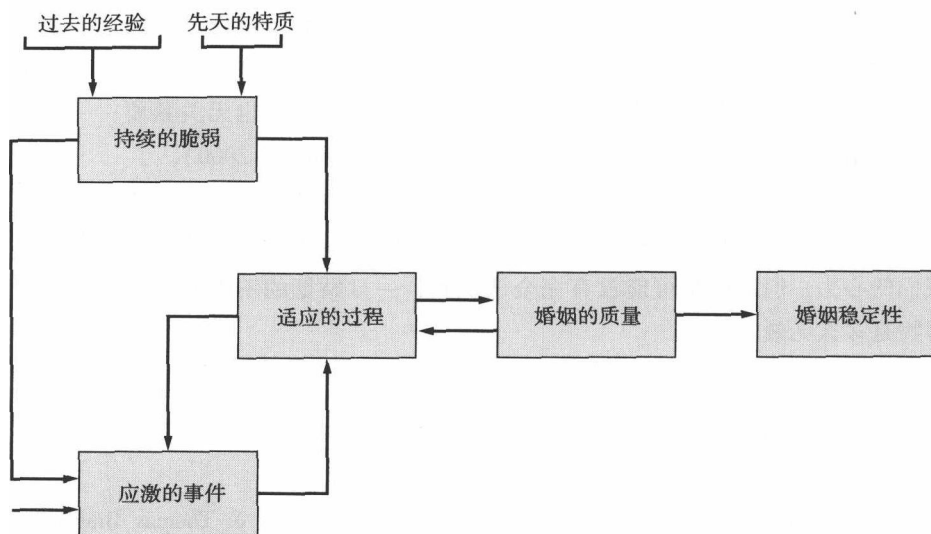 过去的经验
先天的特质
持续的脆弱
适应的过程
婚姻的质量
婚姻稳定性
应激的事件